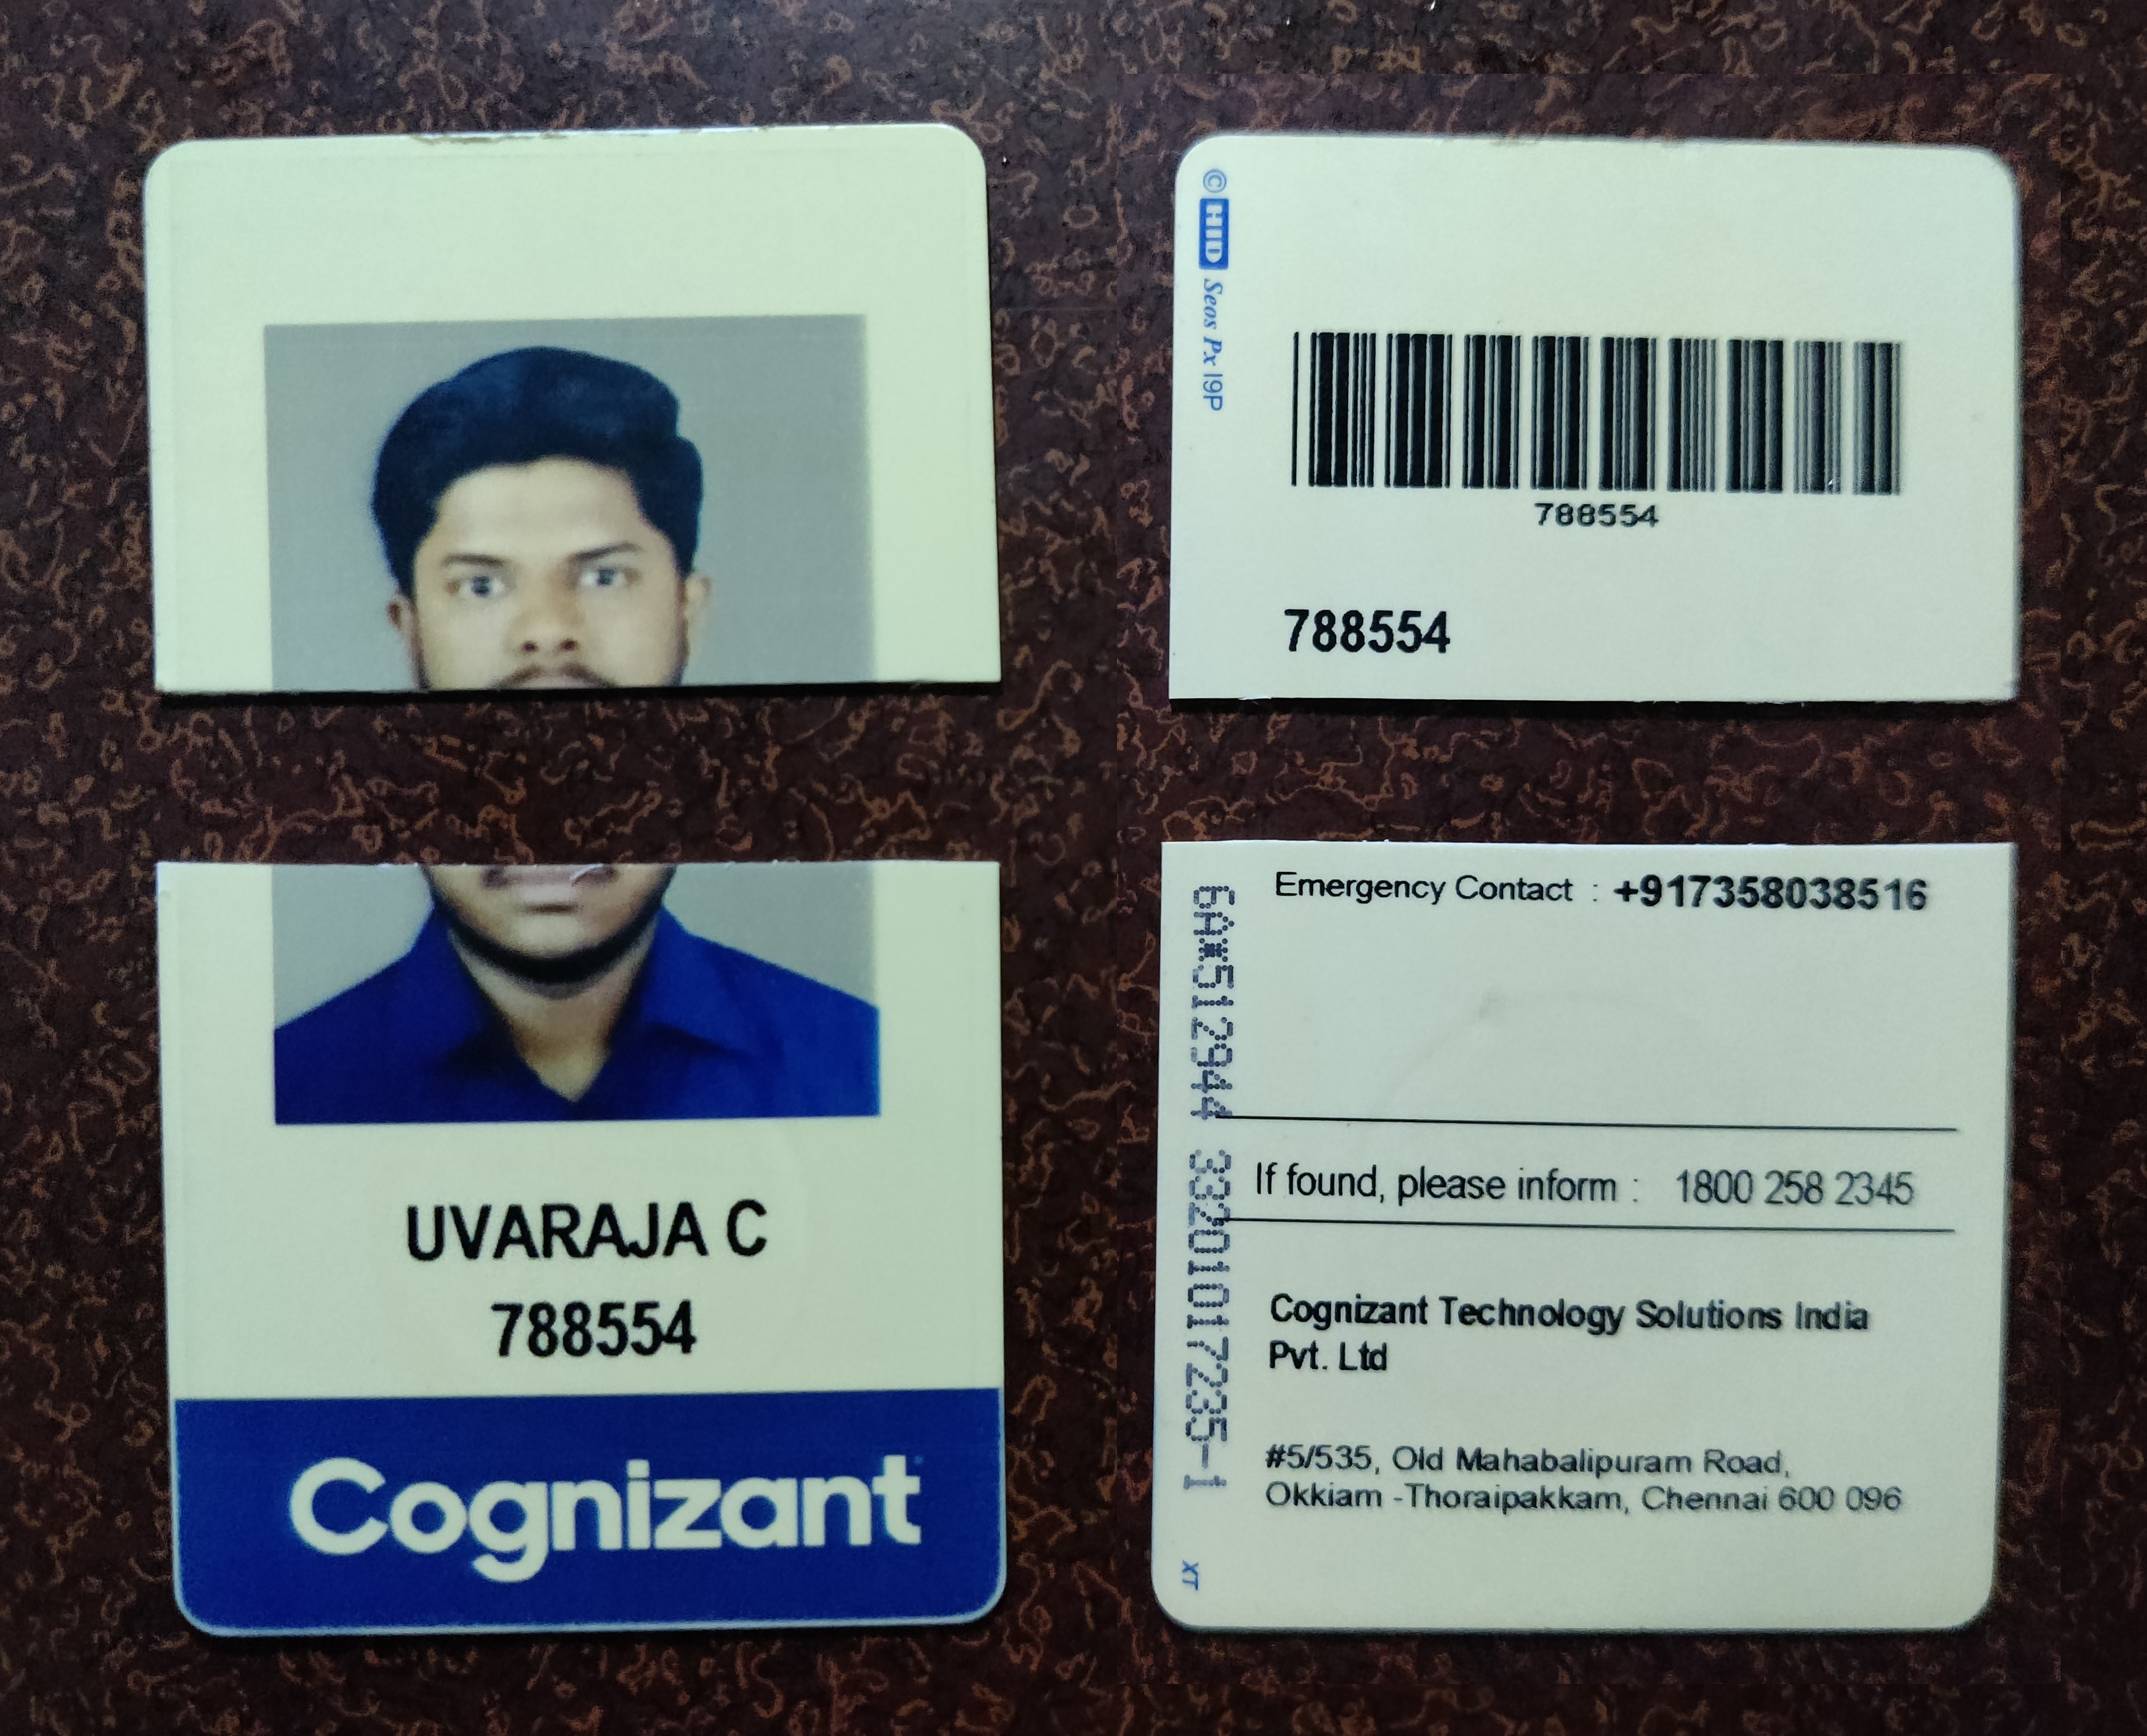 UVARAJA C
788554
Cognizant
© HID Seos Px I9P
788554
788554
Emergency Contact : +917358038516
6A**512944 3320101017235-1
If found, please inform : 1800 258 2345
Cognizant Technology Solutions India
Pvt. Ltd
#5/535, Old Mahabalipuram Road,
Okkiam -Thoraipakkam, Chennai 600 096
XT